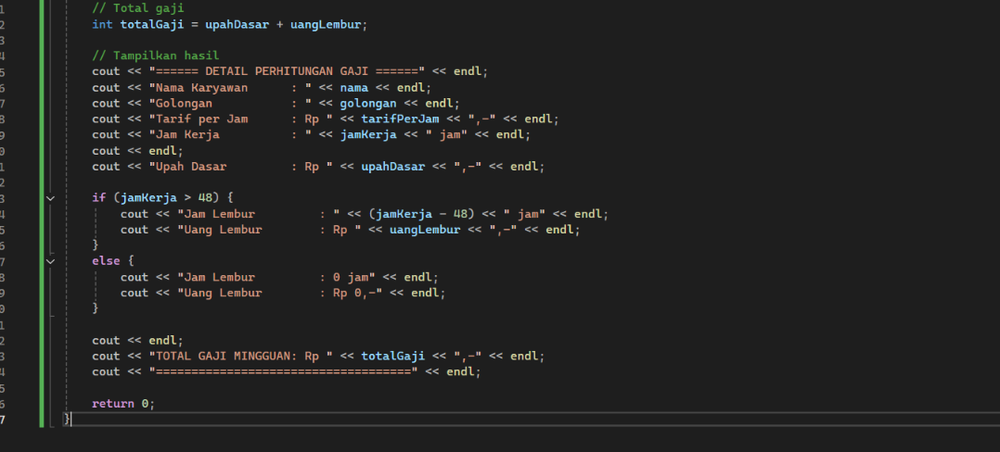 // Total gaji
int totalGaji = upahDasar + uangLembur;
// Tampilkan hasil
cout << "====== DETAIL PERHITUNGAN GAJI ======" << endl;
cout << "Nama Karyawan      : " << nama << endl;
cout << "Golongan           : " << golongan << endl;
cout << "Tarif per Jam      : Rp " << tarifPerJam << ",-" << endl;
cout << "Jam Kerja          : " << jamKerja << " jam" << endl;
cout << endl;
cout << "Upah Dasar         : Rp " << upahDasar << ",-" << endl;
if (jamKerja > 48) {
    cout << "Jam Lembur         : " << (jamKerja - 48) << " jam" << endl;
    cout << "Uang Lembur        : Rp " << uangLembur << ",-" << endl;
}
else {
    cout << "Jam Lembur         : 0 jam" << endl;
    cout << "Uang Lembur        : Rp 0,-" << endl;
}
cout << endl;
cout << "TOTAL GAJI MINGGUAN: Rp " << totalGaji << ",-" << endl;
cout << "====================================" << endl;
return 0;
}